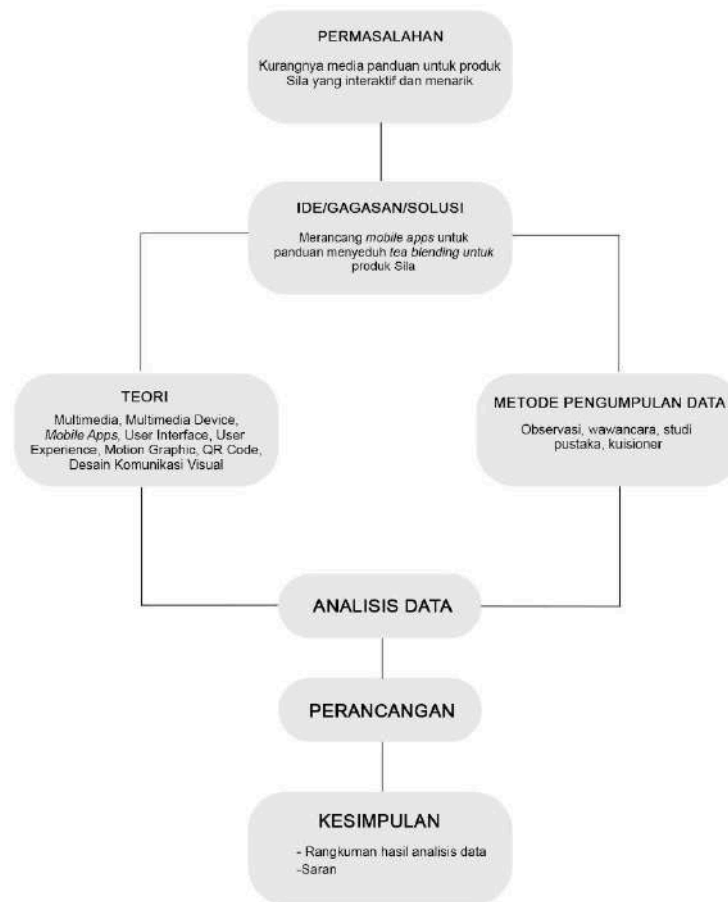 PERMASALAHAN
Kurangnya media panduan untuk produk
Sila yang interaktif dan menarik
IDE/GAGASAN/SOLUSI
Merancang mobile apps untuk
panduan menyeduh tea blending untuk
produk Sila
TEORI
Multimedia, Multimedia Device,
Mobile Apps, User Interface, User
Experience, Motion Graphic, QR Code,
Desain Komunikasi Visual
METODE PENGUMPULAN DATA
Observasi, wawancara, studi
pustaka, kuisioner
ANALISIS DATA
PERANCANGAN
KESIMPULAN
- Rangkuman hasil analisis data
-Saran